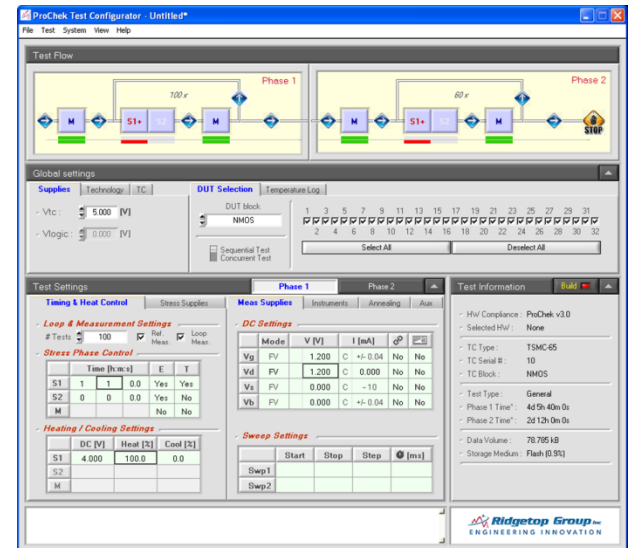 ProChek Test Configurator - Untitled*
File Test System View Help
Test Flow
Phase 1
100 x
M S1+ S2 M
Phase 2
60 x
M S1+ S2 M
STOP
Global settings
Supplies Technology TC
Vtc : 5.000 [V]
Vlogic : 0.000 [V]
DUT Selection Temperature Log
DUT block
NMOS
Sequential Test
Concurrent Test
1 3 5 7 9 11 13 15 17 19 21 23 25 27 29 31
2 4 6 8 10 12 14 16 18 20 22 24 26 28 30 32
Select All Deselect All
Test Settings Phase 1 Phase 2
Timing & Heat Control Stress Supplies
Loop & Measurement Settings
# Tests 100 Ref. Meas. Loop Meas.
Stress Phase Control
Time [h:m:s] E T
S1 1 1 0.0 Yes Yes
S2 0 0 0.0 Yes No
M No No
Heating / Cooling Settings
DC [V] Heat [%] Cool [%]
S1 4.000 100.0 0.0
S2
M
Meas Supplies Instruments Annealing Aux
DC Settings
Mode V [V] I [mA]
Vg FV 1.200 C +/- 0.04 No No
Vd FV 1.200 C 0.000 No No
Vs FV 0.000 C - 10 No No
Vb FV 0.000 C +/- 0.04 No No
Sweep Settings
Start Stop Step [ms]
Swp1
Swp2
Test Information Build
HW Compliance : ProChek v3.0
Selected HW : None
TC Type : TSMC-65
TC Serial # : 10
TC Block : NMOS
Test Type : General
Phase 1 Time* : 4d 5h 40m 0s
Phase 2 Time* : 2d 12h 0m 0s
Data Volume : 78.785 kB
Storage Medium : Flash (0.9%)
Ridgetop Group Inc
ENGINEERING INNOVATION